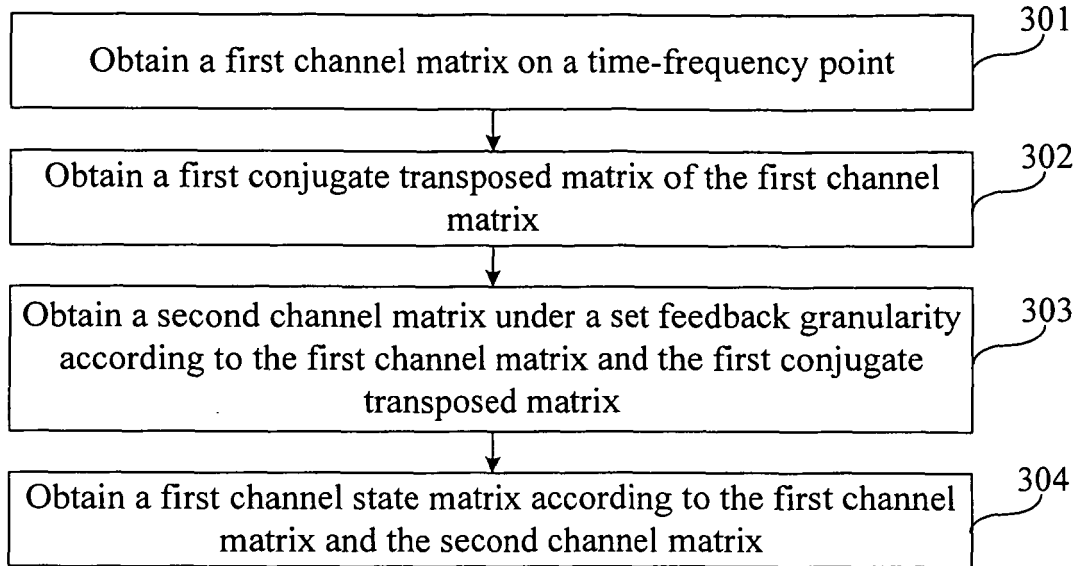 301
Obtain a first channel matrix on a time-frequency point
302
Obtain a first conjugate transposed matrix of the first channel
matrix
303
Obtain a second channel matrix under a set feedback granularity
according to the first channel matrix and the first conjugate
transposed matrix
304
Obtain a first channel state matrix according to the first channel
matrix and the second channel matrix